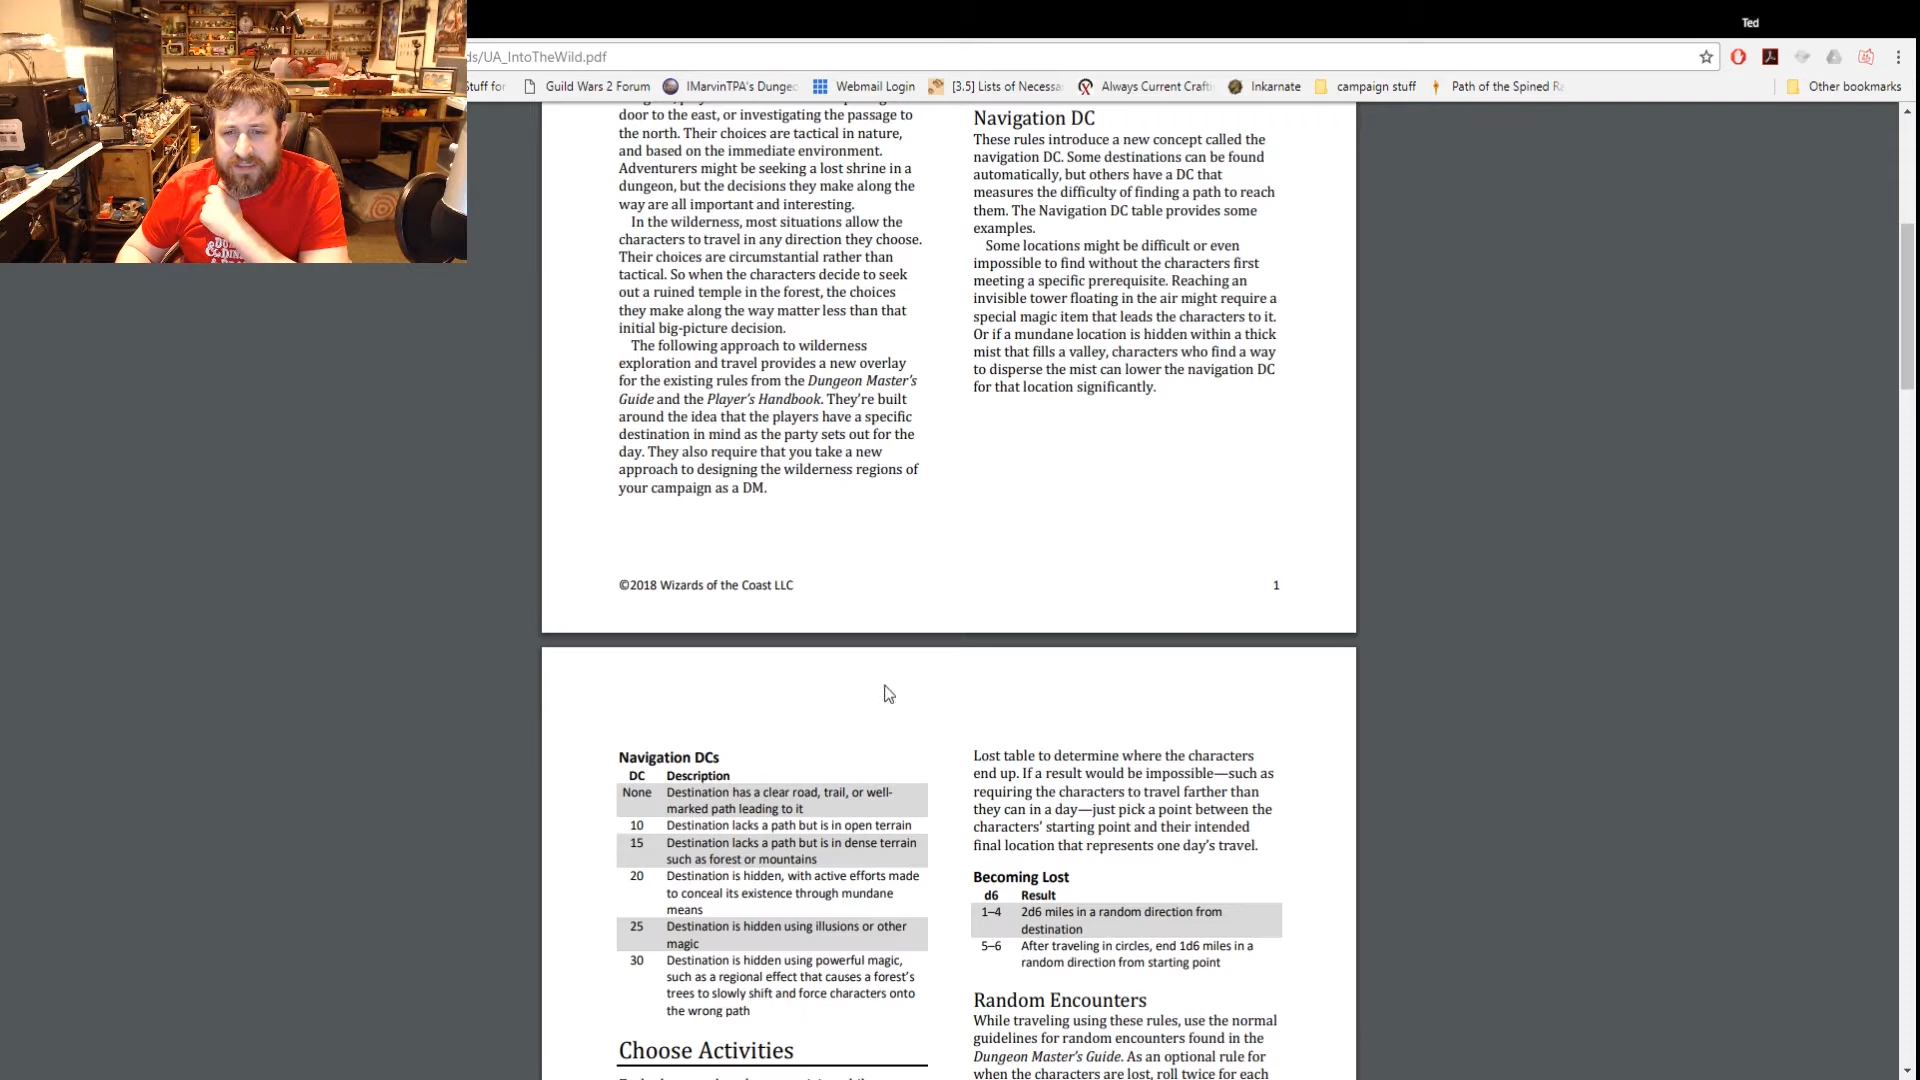 Ted
ds/UA_IntoTheWild.pdf
Stuff for
Guild Wars 2 Forum
IMarvinTPA's Dunge
Webmail Login
[3.5] Lists of Necessa
Always Current Crafti
Inkarnate
campaign stuff
Path of the Spined Ra
Other bookmarks
door to the east, or investigating the passage to
the north. Their choices are tactical in nature,
and based on the immediate environment.
Adventurers might be seeking a lost shrine in a
dungeon, but the decisions they make along the
way are all important and interesting.
In the wilderness, most situations allow the
characters to travel in any direction they choose.
Their choices are circumstantial rather than
tactical. So when the characters decide to seek
out a ruined temple in the forest, the choices
they make along the way matter less than that
initial big-picture decision.
The following approach to wilderness
exploration and travel provides a new overlay
for the existing rules from the Dungeon Master's
Guide and the Player's Handbook. They're built
around the idea that the players have a specific
destination in mind as the party sets out for the
day. They also require that you take a new
approach to designing the wilderness regions of
your campaign as a DM.
Navigation DC
These rules introduce a new concept called the
navigation DC. Some destinations can be found
automatically, but others have a DC that
measures the difficulty of finding a path to reach
them. The Navigation DC table provides some
examples.
Some locations might be difficult or even
impossible to find without the characters first
meeting a specific prerequisite. Reaching an
invisible tower floating in the air might require a
special magic item that leads the characters to it.
Or if a mundane location is hidden within a thick
mist that fills a valley, characters who find a way
to disperse the mist can lower the navigation DC
for that location significantly.
©2018 Wizards of the Coast LLC
1
Navigation DCs
DC Description
None Destination has a clear road, trail, or well-
marked path leading to it
10 Destination lacks a path but is in open terrain
15 Destination lacks a path but is in dense terrain
such as forest or mountains
20 Destination is hidden, with active efforts made
to conceal its existence through mundane
means
25 Destination is hidden using illusions or other
magic
30 Destination is hidden using powerful magic,
such as a regional effect that causes a forest's
trees to slowly shift and force characters onto
the wrong path
Choose Activities
Lost table to determine where the characters
end up. If a result would be impossible—such as
requiring the characters to travel farther than
they can in a day—just pick a point between the
characters' starting point and their intended
final location that represents one day's travel.
Becoming Lost
d6 Result
1–4 2d6 miles in a random direction from
destination
5–6 After traveling in circles, end 1d6 miles in a
random direction from starting point
Random Encounters
While traveling using these rules, use the normal
guidelines for random encounters found in the
Dungeon Master's Guide. As an optional rule for
when the characters are lost, roll twice for each